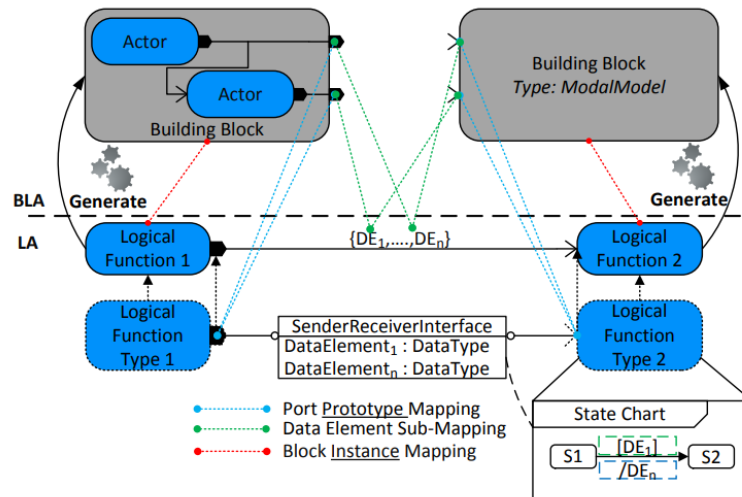 Actor
Actor
Building Block
Building Block
Type: ModalModel
Generate
Generate
BLA
LA
Logical
Function 1
{DE1,....,DEn}
Logical
Function 2
Logical
Function
Type 1
SenderReceiverInterface
DataElement1 : DataType
DataElementn : DataType
Logical
Function
Type 2
Port Prototype Mapping
Data Element Sub-Mapping
Block Instance Mapping
State Chart
S1
[DE1]
/DEn
S2